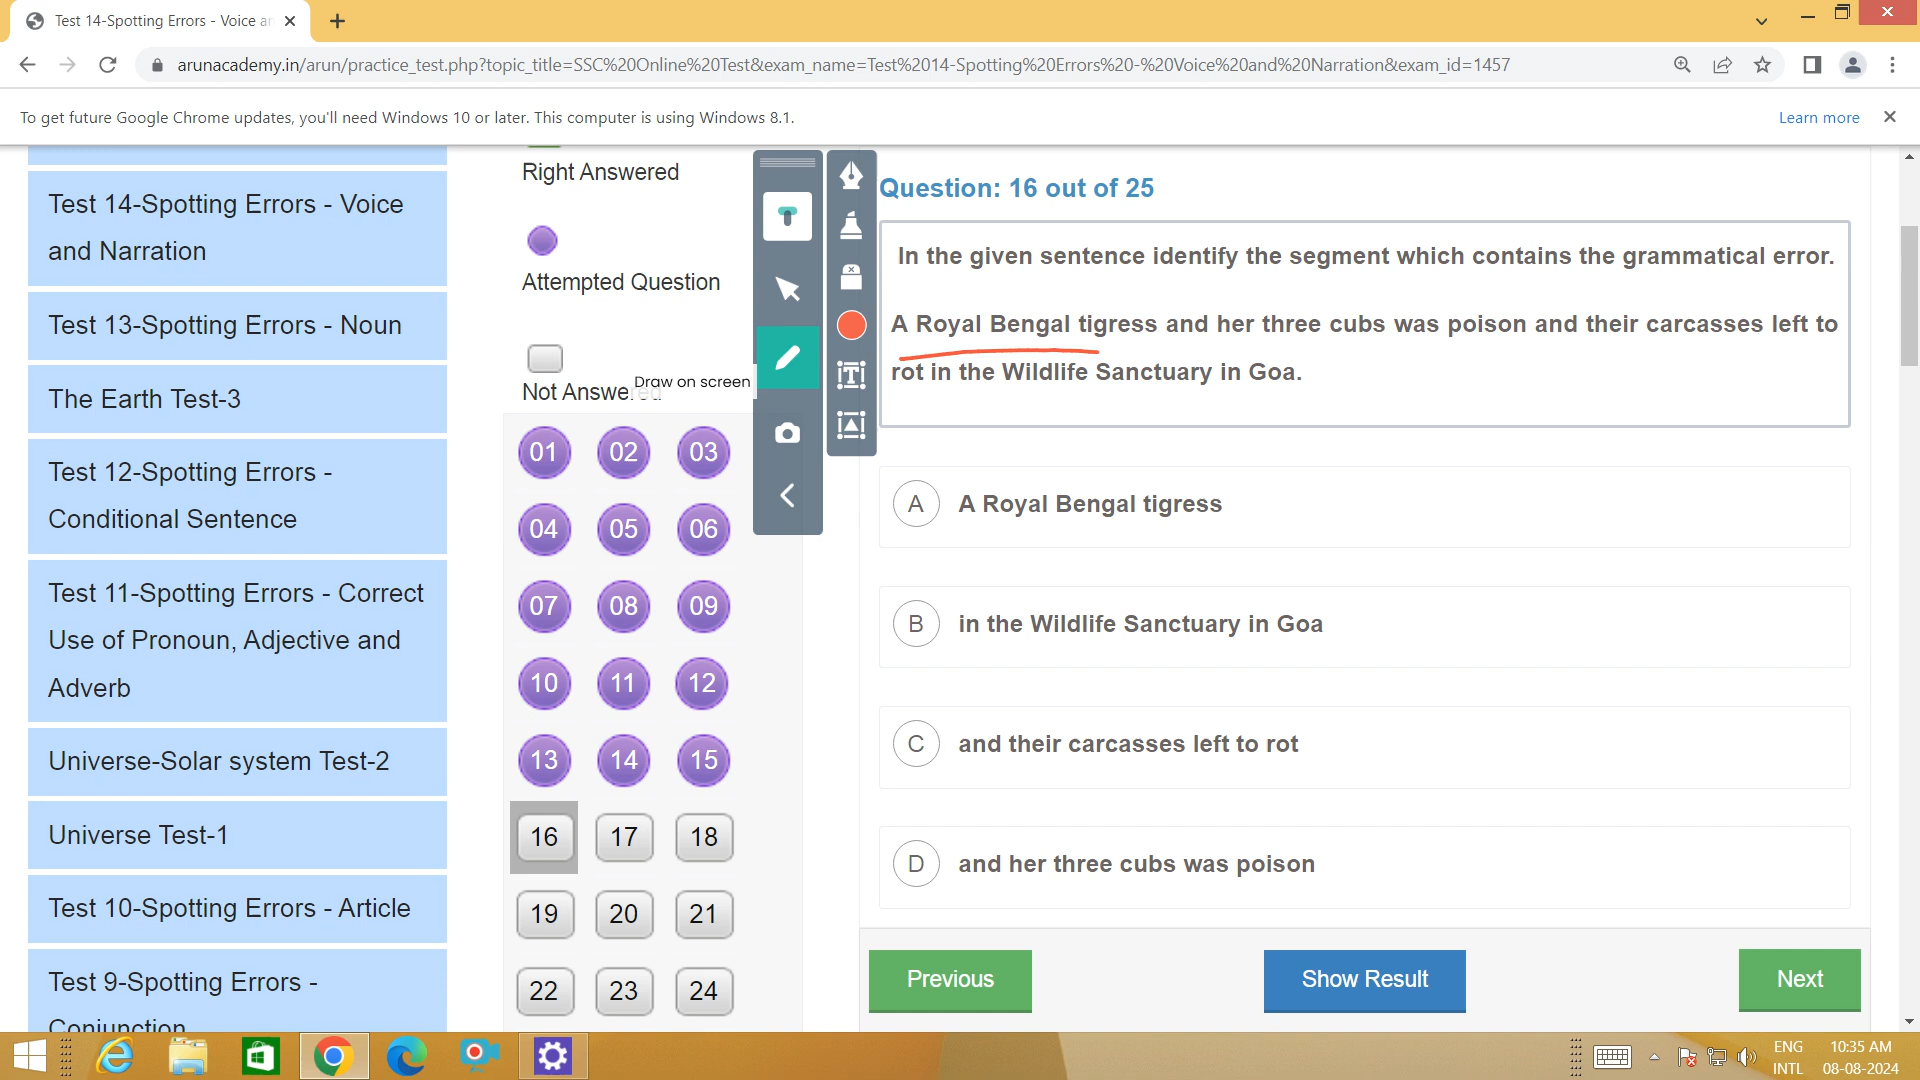 Test 14-Spotting Errors - Voice an
arunacademy.in/arun/practice_test.php?topic_title=SSC%20Online%20Test&exam_name=Test%2014-Spotting%20Errors%20-%20Voice%20and%20Narration&exam_id=1457
To get future Google Chrome updates, you'll need Windows 10 or later. This computer is using Windows 8.1.
Learn more
Test 14-Spotting Errors - Voice
and Narration
Test 13-Spotting Errors - Noun
The Earth Test-3
Test 12-Spotting Errors -
Conditional Sentence
Test 11-Spotting Errors - Correct
Use of Pronoun, Adjective and
Adverb
Universe-Solar system Test-2
Universe Test-1
Test 10-Spotting Errors - Article
Test 9-Spotting Errors -
Conjunction
Right Answered
Attempted Question
Not Answered
Draw on screen
01 02 03
04 05 06
07 08 09
10 11 12
13 14 15
16 17 18
19 20 21
22 23 24
Question: 16 out of 25
In the given sentence identify the segment which contains the grammatical error.
A Royal Bengal tigress and her three cubs was poison and their carcasses left to
rot in the Wildlife Sanctuary in Goa.
A A Royal Bengal tigress
B in the Wildlife Sanctuary in Goa
C and their carcasses left to rot
D and her three cubs was poison
Previous
Show Result
Next
ENG
INTL
10:35 AM
08-08-2024